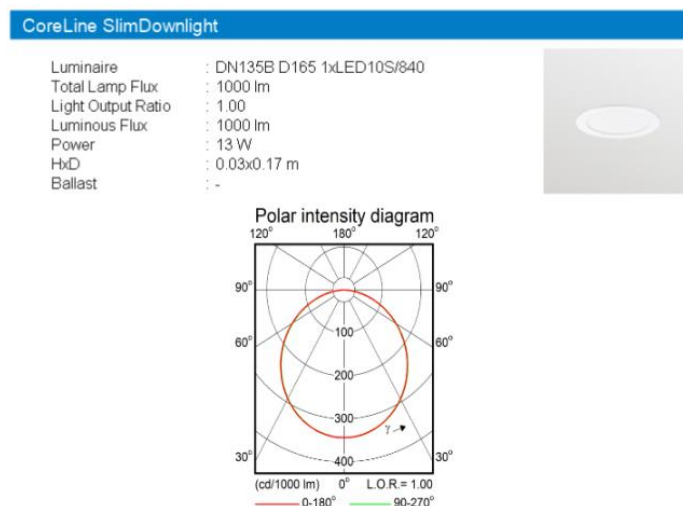 CoreLine SlimDownlight
Luminaire : DN135B D165 1xLED10S/840
Total Lamp Flux : 1000 lm
Light Output Ratio : 1.00
Luminous Flux : 1000 lm
Power : 13 W
HxD : 0.03x0.17 m
Ballast : -
Polar intensity diagram
120° 180° 120°
90° 90°
100
60° 60°
200
300
γ
30° 30°
400
(cd/1000 lm) 0° L.O.R.= 1.00
0-180° 90-270°